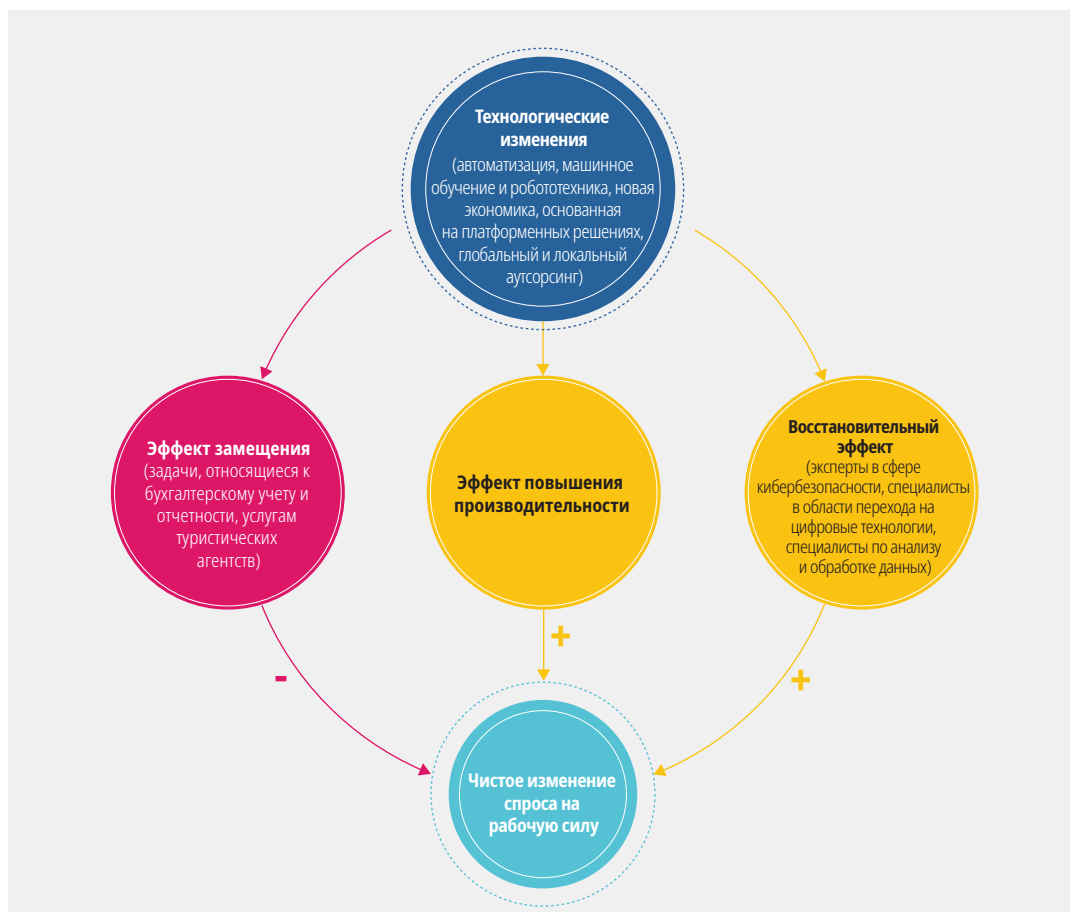 Технологические
изменения
(автоматизация, машинное
обучение и робототехника, новая
экономика, основанная
на платформенных решениях,
глобальный и локальный
аутсорсинг)
Эффект замещения
(задачи, относящиеся к
бухгалтерскому учету и
отчетности, услугам
туристических
агентств)
Эффект повышения
производительности
Восстановительный
эффект
(эксперты в сфере
кибербезопасности, специалисты
в области перехода на
цифровые технологии,
специалисты по анализу
и обработке данных)
-
+
+
Чистое изменение
спроса на
рабочую силу